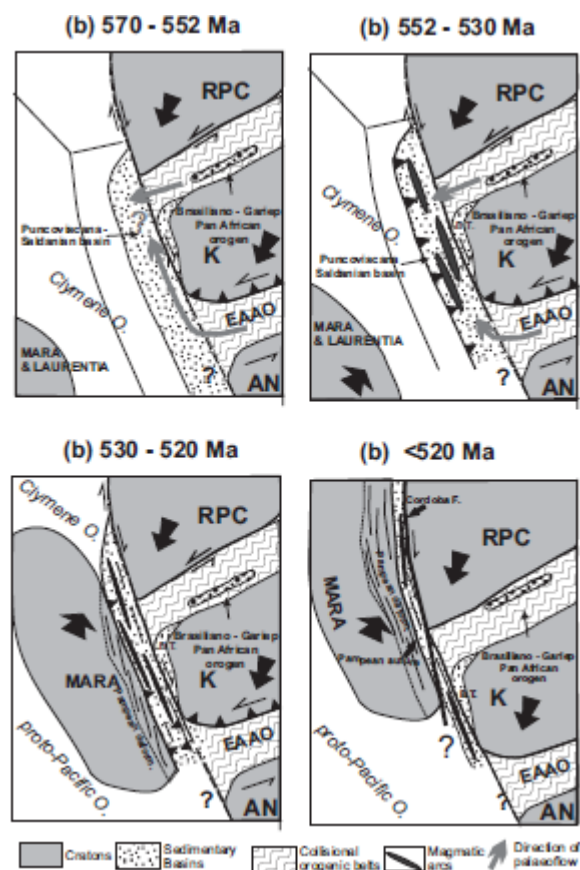 (b) 570 - 552 Ma
RPC
Brasiliano - Gariep
Pan African
orogen
Puncoviscana-
Saldanian basin
?
K
Clymene O.
EAAO
MARA
& LAURENTIA
?
AN
(b) 552 - 530 Ma
RPC
Clymene O.
Brasiliano - Gariep
Pan African
orogen
B.T.
K
Puncoviscana
Saldanian basin
EAAO
MARA
& LAURENTIA
?
AN
(b) 530 - 520 Ma
Clymene O.
RPC
Brasiliano - Gariep
Pan African
orogen
B.T.
K
MARA
EAAO
proto-Pacific O.
?
AN
(b) <520 Ma
Cordoba F.
RPC
MARA
Pampean suture
Brasiliano - Gariep
Pan African
orogen
B.T.
K
proto-Pacific O.
?
EAAO
?
AN
Cratons
Sedimentary
Basins
Collisional
orogenic belts
Magmatic
arcs
Direction of
palaeoflow